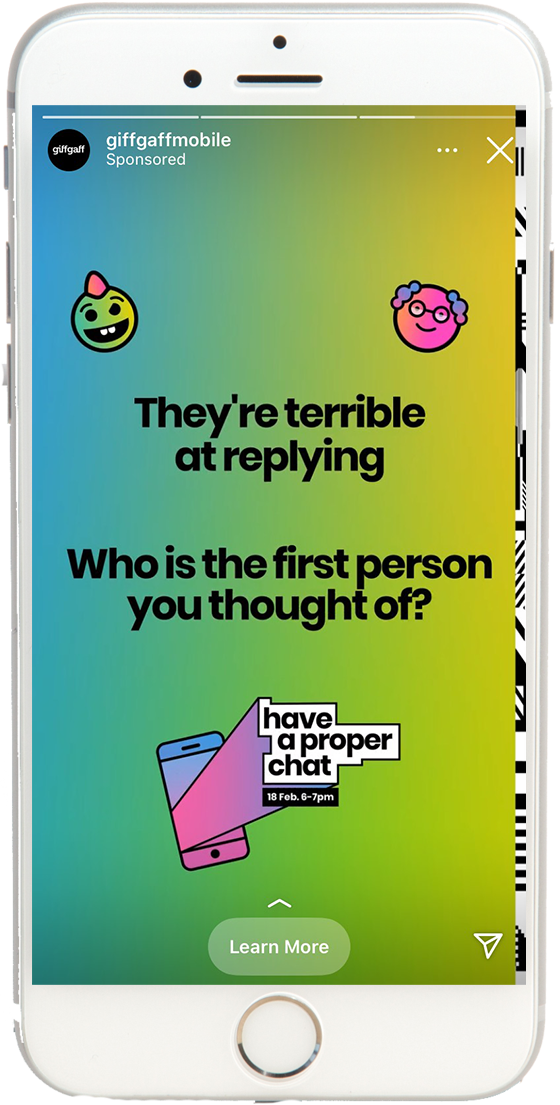 giffgaff
giffgaffmobile
Sponsored
They're terrible
at replying
Who is the first person
you thought of?
have
a proper
chat
18 Feb. 6-7pm
Learn More